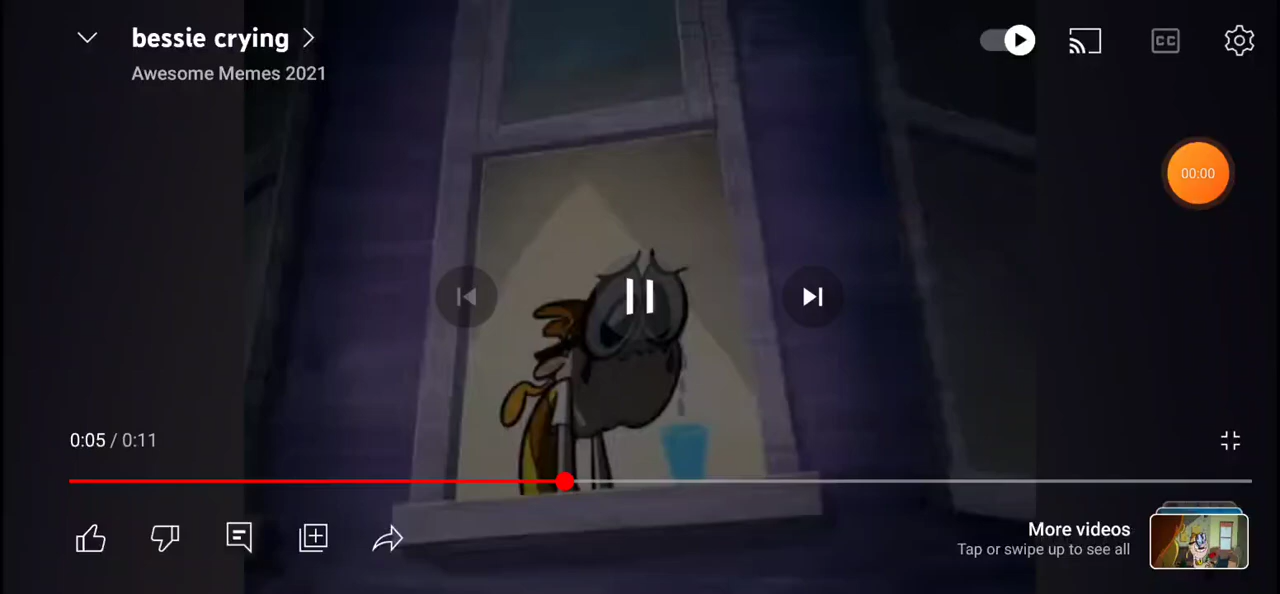 bessie crying
Awesome Memes 2021
CC
00:00
0:05 / 0:11
More videos
Tap or swipe up to see all